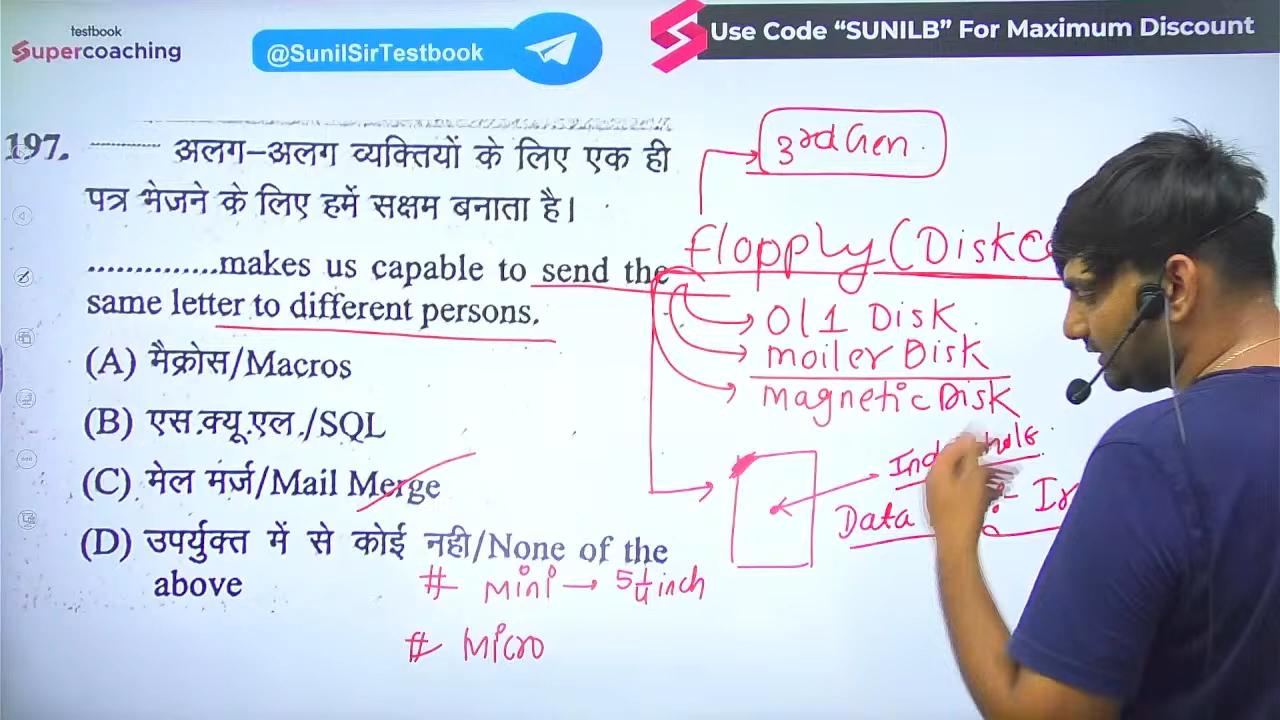 testbook
Supercoaching
@SunilSirTestbook
Use Code “SUNILB” For Maximum Discount
197. ............ अलग-अलग व्यक्तियों के लिए एक ही
पत्र भेजने के लिए हमें सक्षम बनाता है।
..............makes us capable to send the
same letter to different persons.
(A) मैक्रोस/Macros
(B) एस.क्यू.एल./SQL
(C) मेल मर्ज/Mail Merge
(D) उपर्युक्त में से कोई नही/None of the
above
# Mini → 5 1/4 inch
# Micro
3rd Gen.
flopply (Disk
Ol1 Disk
moiler Disk
magnetic Disk
Data